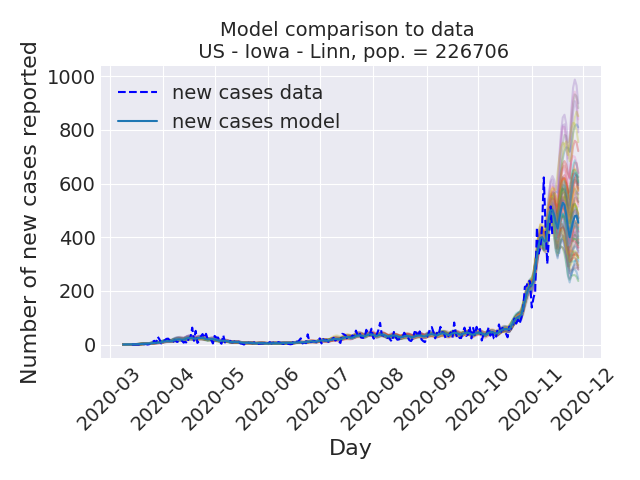 Model comparison to data
US - Iowa - Linn, pop. = 226706
Number of new cases reported
1000
800
600
400
200
0
new cases data
new cases model
2020-03
2020-04
2020-05
2020-06
2020-07
2020-08
2020-09
2020-10
2020-11
2020-12
Day